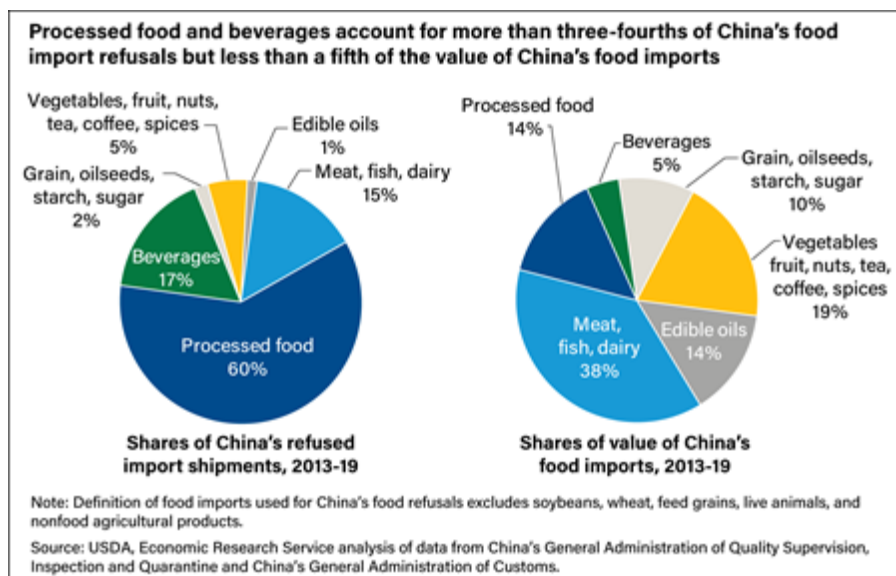 Processed food and beverages account for more than three-fourths of China's food
import refusals but less than a fifth of the value of China's food imports
Vegetables, fruit, nuts,
tea, coffee, spices
5%
Edible oils
1%
Grain, oilseeds,
starch, sugar
2%
Meat, fish, dairy
15%
Beverages
17%
Processed food
60%
Shares of China's refused
import shipments, 2013-19
Processed food
14%
Beverages
5%
Grain, oilseeds,
starch, sugar
10%
Vegetables
fruit, nuts, tea,
coffee, spices
19%
Edible oils
14%
Meat,
fish, dairy
38%
Shares of value of China's
food imports, 2013-19
Note: Definition of food imports used for China's food refusals excludes soybeans, wheat, feed grains, live animals, and
nonfood agricultural products.
Source: USDA, Economic Research Service analysis of data from China's General Administration of Quality Supervision,
Inspection and Quarantine and China's General Administration of Customs.